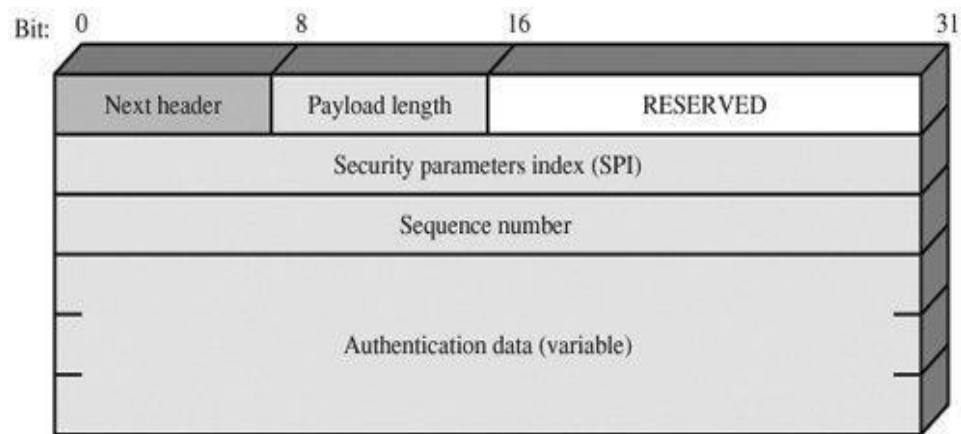 Bit: 0 8 16 31
Next header Payload length RESERVED
Security parameters index (SPI)
Sequence number
Authentication data (variable)